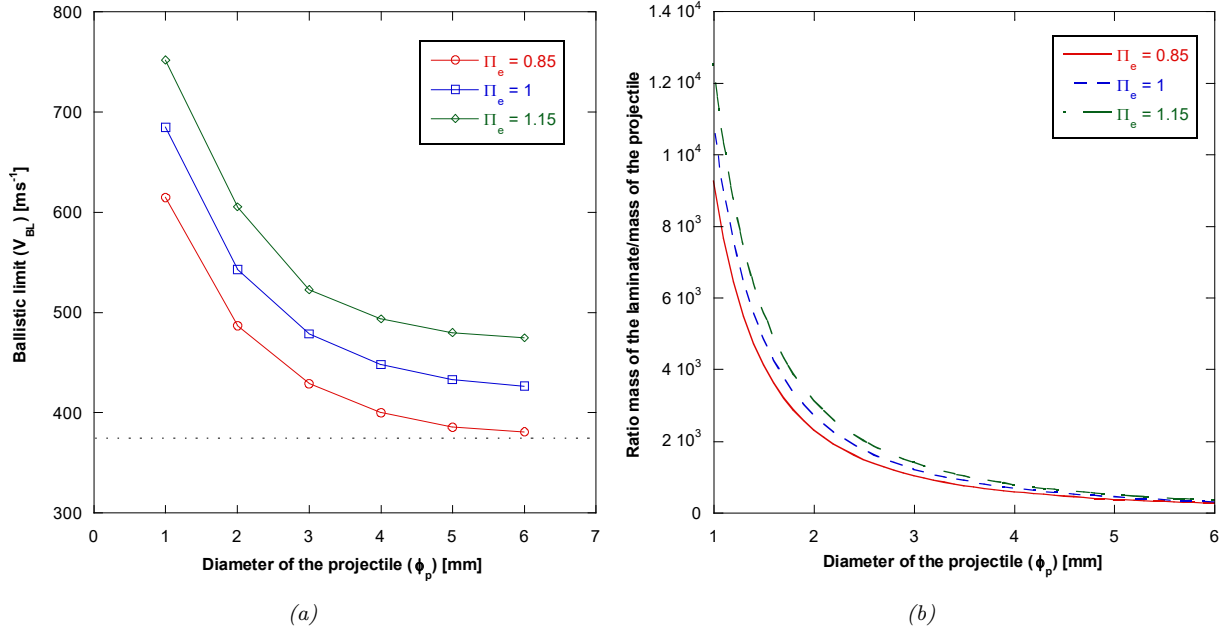 800
700
600
500
400
300
Ballistic limit (V_BL) [ms⁻¹]
Π_e = 0.85
Π_e = 1
Π_e = 1.15
0 1 2 3 4 5 6 7
Diameter of the projectile (ϕ_p) [mm]
(a)
1.4 10⁴
1.2 10⁴
1 10⁴
8 10³
6 10³
4 10³
2 10³
0
Ratio mass of the laminate/mass of the projectile
Π_e = 0.85
Π_e = 1
Π_e = 1.15
1 2 3 4 5 6
Diameter of the projectile (ϕ_p) [mm]
(b)